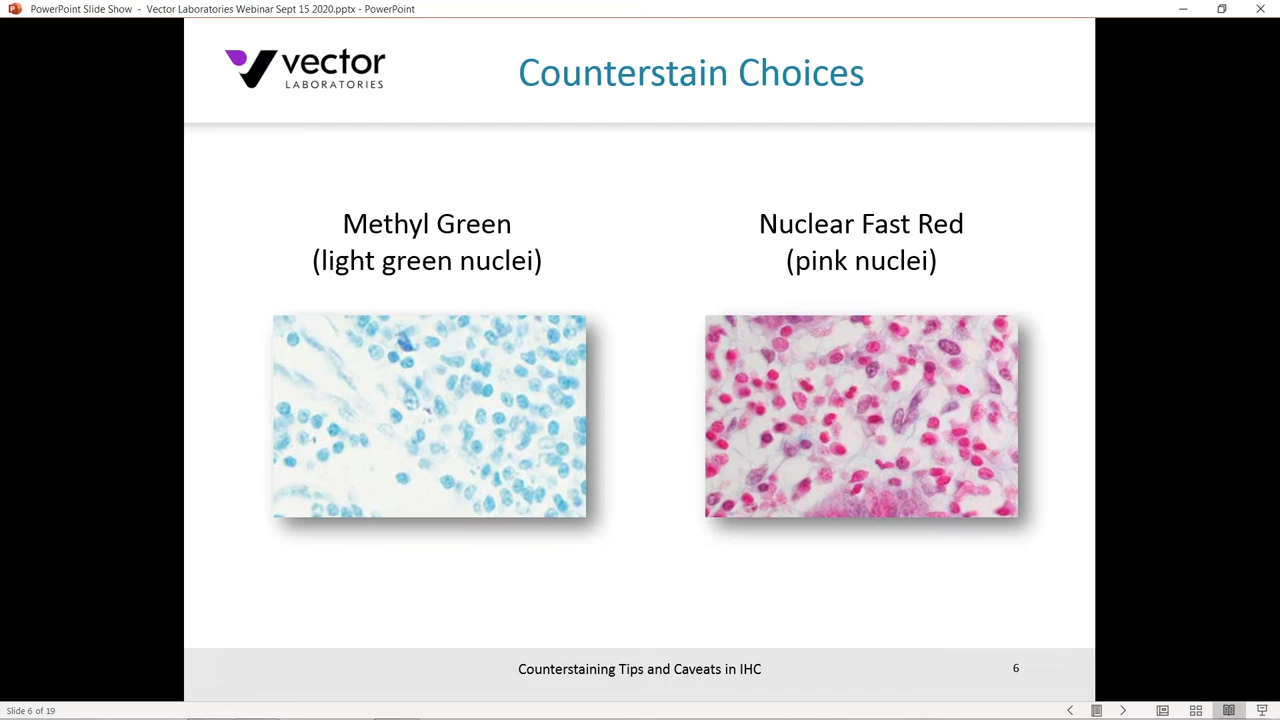 PowerPoint Slide Show - Vector Laboratories Webinar Sept 15 2020.pptx - PowerPoint
vector
LABORATORIES
Counterstain Choices
Methyl Green
(light green nuclei)
Nuclear Fast Red
(pink nuclei)
Counterstaining Tips and Caveats in IHC
6
Slide 6 of 19